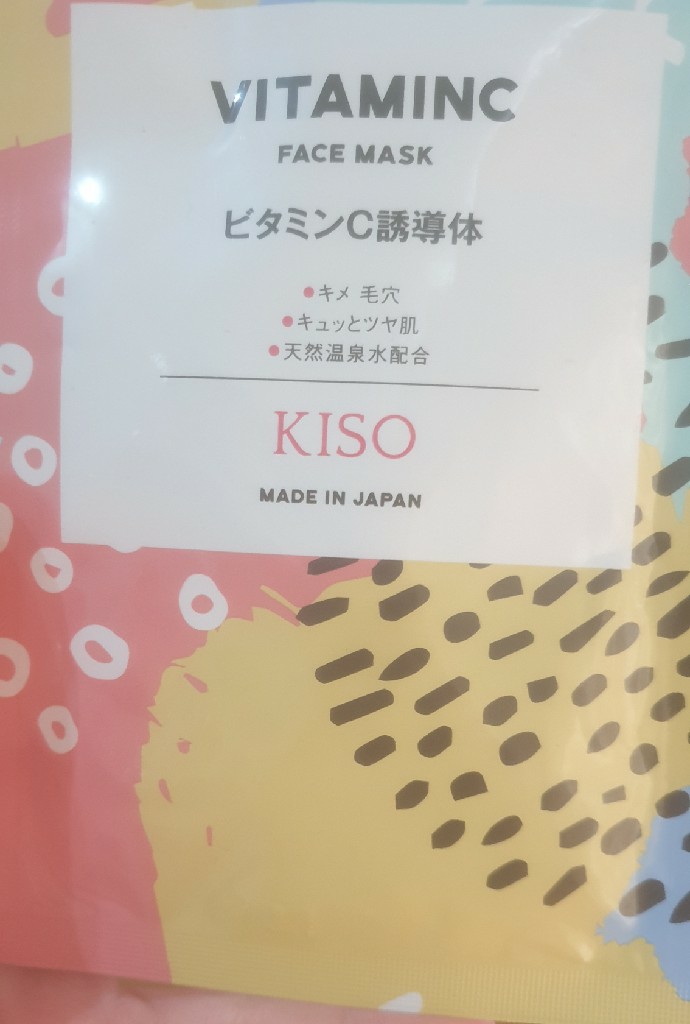 VITAMINC
FACE MASK
ビタミンC誘導体
●キメ 毛穴
●キュッとツヤ肌
●天然温泉水配合
KISO
MADE IN JAPAN